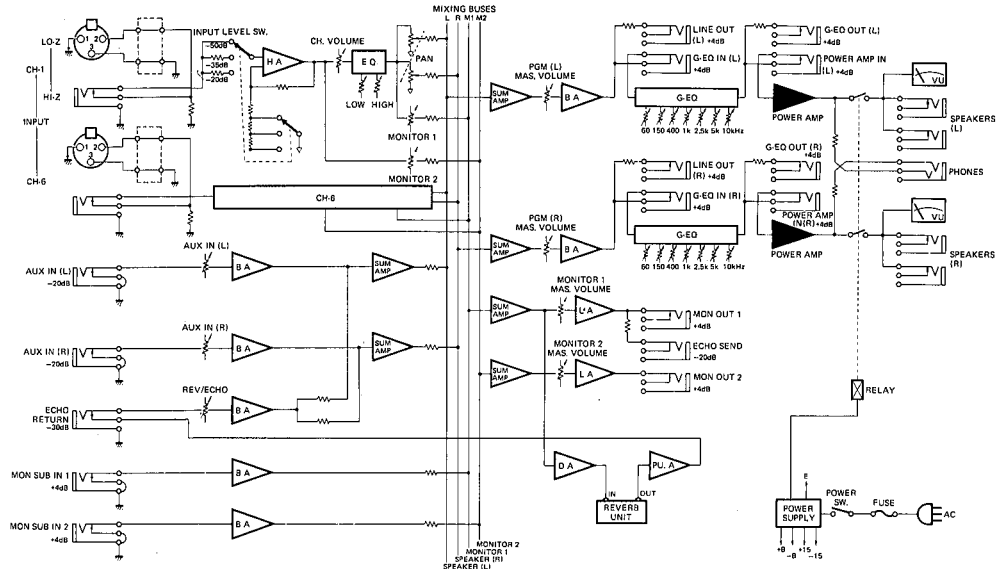 MIXING BUSES
L R M1 M2
LO-Z
1 2
3
CH-1
HI-Z
INPUT
1 2
3
CH-6
INPUT LEVEL SW.
-50dB
-35dB
-20dB
H A
CH. VOLUME
E Q
LOW HIGH
PAN
MONITOR 1
MONITOR 2
CH-6
AUX IN (L)
AUX IN (L)
-20dB
B A
SUM AMP
AUX IN (R)
AUX IN (R)
-20dB
B A
SUM AMP
REV/ECHO
ECHO
RETURN
-30dB
B A
MON SUB IN 1
+4dB
B A
MON SUB IN 2
+4dB
B A
MONITOR 2
MONITOR 1
SPEAKER (R)
SPEAKER (L)
SUM AMP
PGM (L)
MAS. VOLUME
B A
LINE OUT
(L) +4dB
G-EQ IN (L)
+4dB
G-EQ
60 150 400 1k 2.5k 5k 10kHz
G-EQ OUT (L)
+4dB
POWER AMP IN
(L) +4dB
POWER AMP
VU
SPEAKERS
(L)
PHONES
SUM AMP
PGM (R)
MAS. VOLUME
B A
LINE OUT
(R) +4dB
G-EQ IN (R)
+4dB
G-EQ
60 150 400 1k 2.5k 5k 10kHz
G-EQ OUT (R)
+4dB
POWER AMP
IN(R) +4dB
POWER AMP
VU
SPEAKERS
(R)
SUM AMP
MONITOR 1
MAS. VOLUME
L A
MON OUT 1
+4dB
ECHO SEND
-20dB
SUM AMP
MONITOR 2
MAS. VOLUME
L A
MON OUT 2
+4dB
RELAY
D A
IN OUT
REVERB
UNIT
PU. A
E
POWER
SUPPLY
POWER
SW.
FUSE
AC
-8 +15 -15